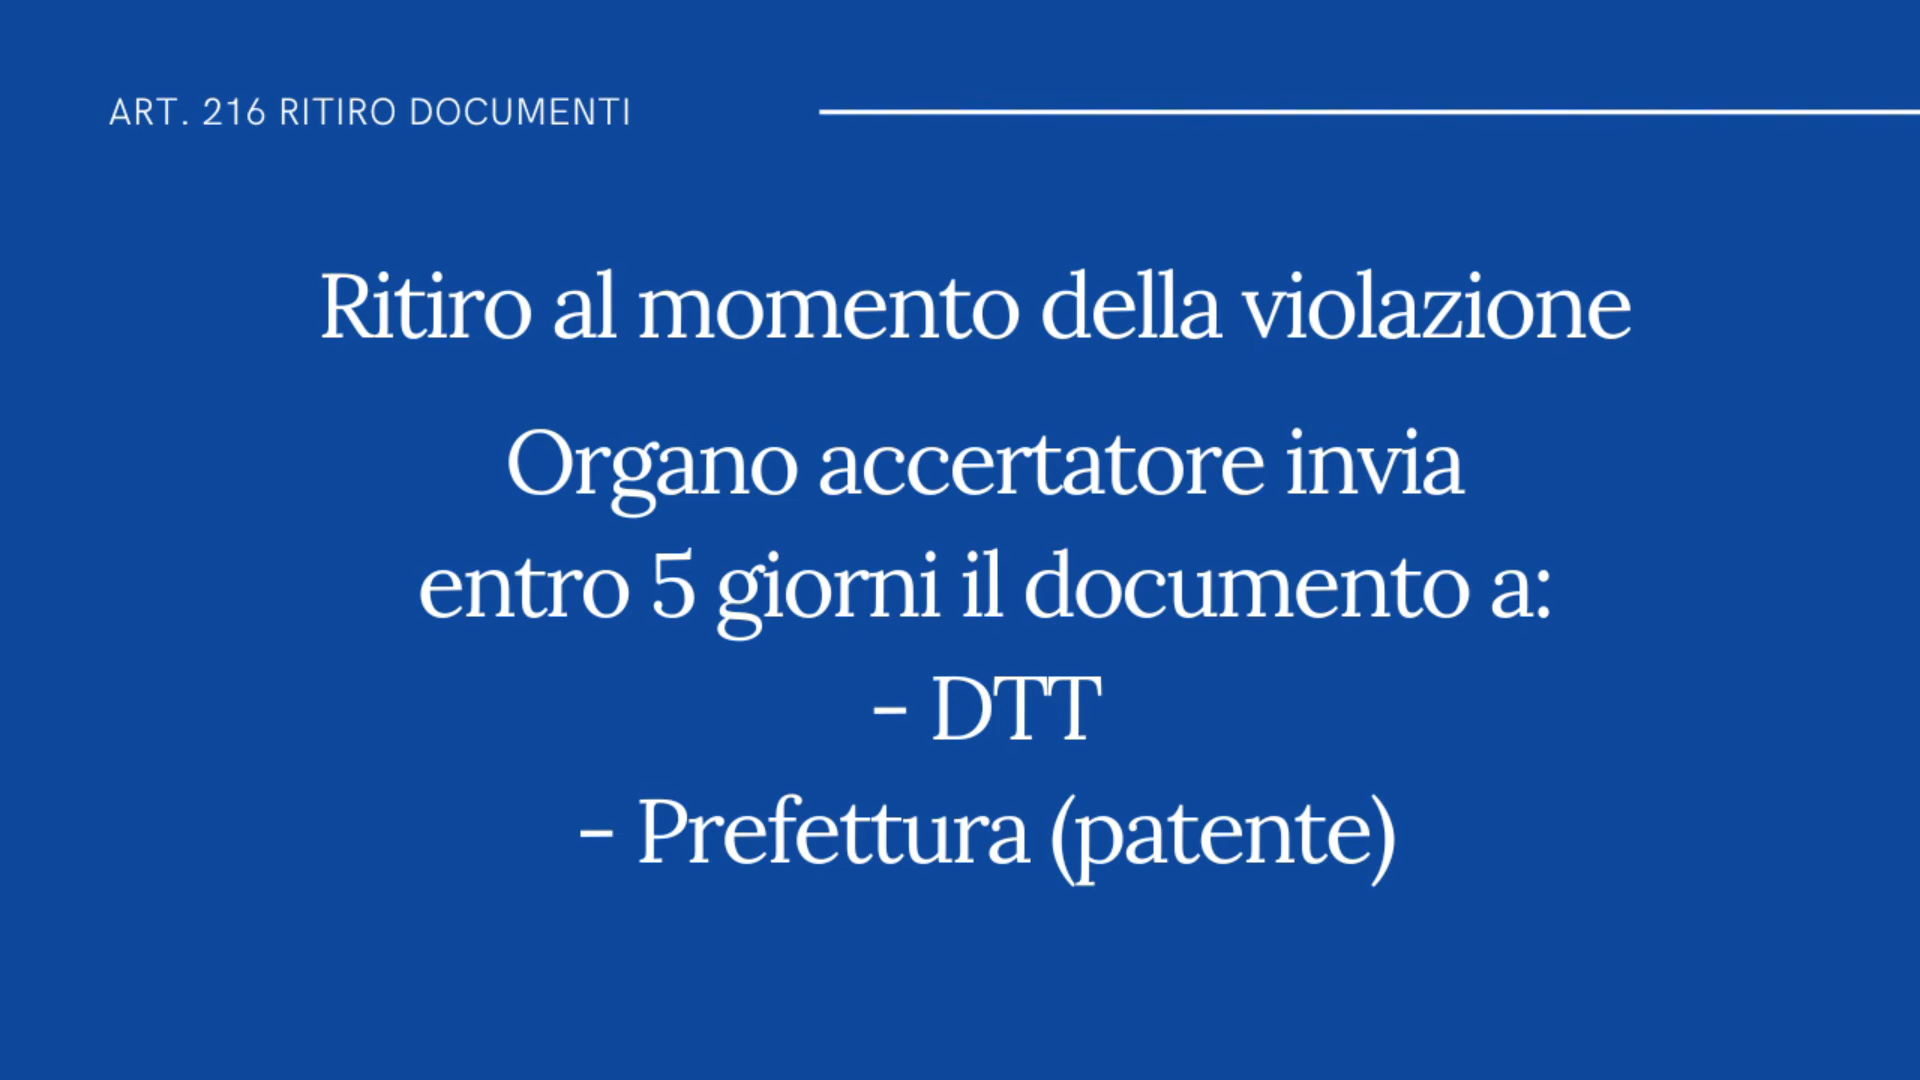 ART. 216 RITIRO DOCUMENTI
Ritiro al momento della violazione
Organo accertatore invia
entro 5 giorni il documento a:
- DTT
- Prefettura (patente)